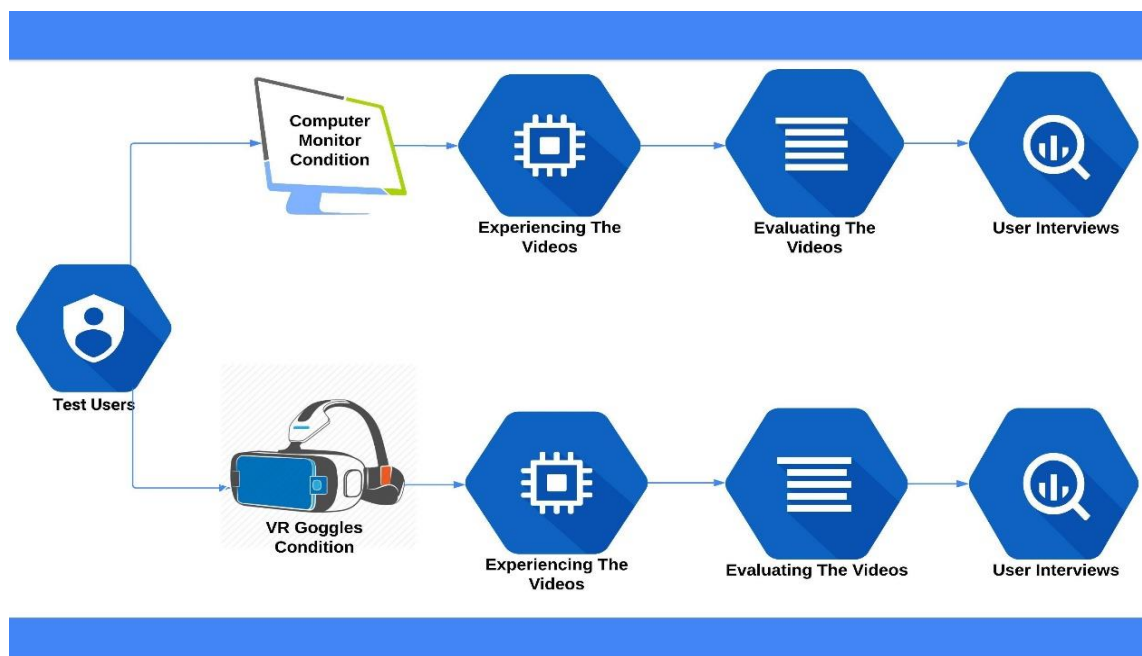 Computer
Monitor
Condition
Experiencing The
Videos
Evaluating The
Videos
User Interviews
Test Users
VR Goggles
Condition
Experiencing The
Videos
Evaluating The Videos
User Interviews